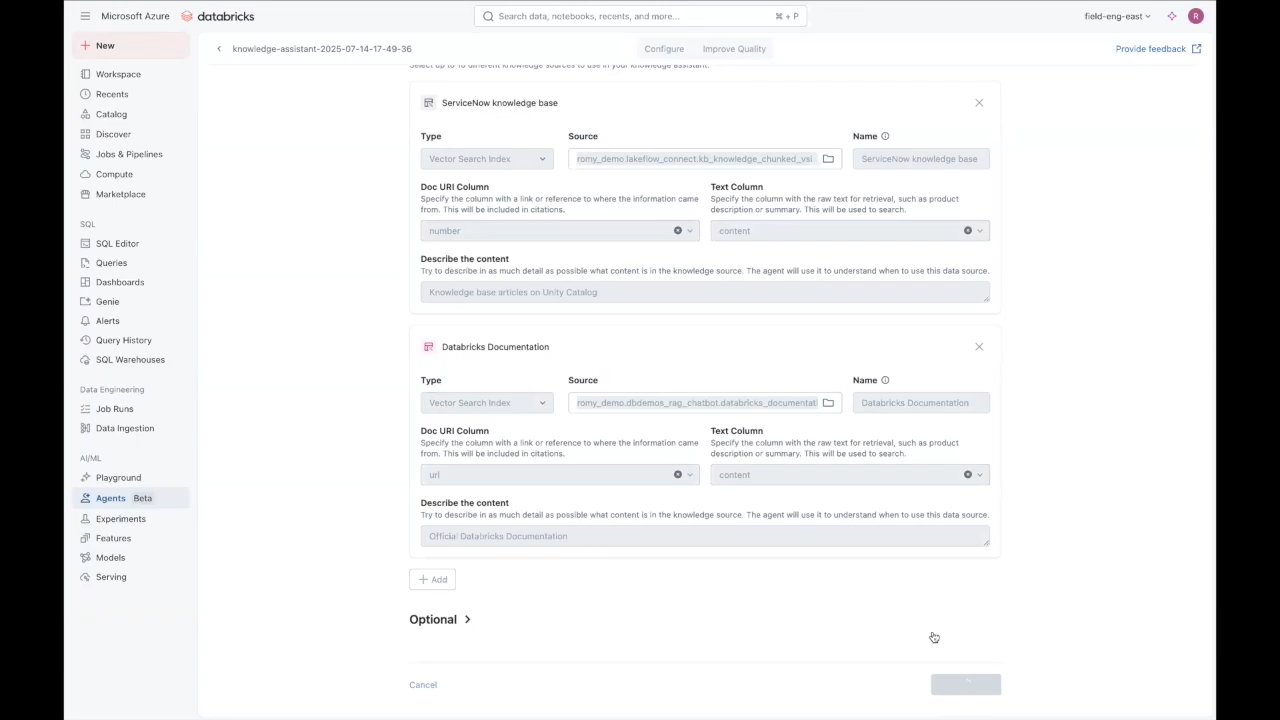 Microsoft Azure databricks
Search data, notebooks, recents, and more...
⌘ + P
field-eng-east
R
New
Workspace
Recents
Catalog
Discover
Jobs & Pipelines
Compute
Marketplace
SQL
SQL Editor
Queries
Dashboards
Genie
Alerts
Query History
SQL Warehouses
Data Engineering
Job Runs
Data Ingestion
AI/ML
Playground
Agents Beta
Experiments
Features
Models
Serving
knowledge-assistant-2025-07-14-17-49-36
Configure
Improve Quality
Provide feedback
Select up to 10 different knowledge sources to use in your knowledge assistant.
ServiceNow knowledge base
Type
Source
Name
Vector Search Index
romy_demo.lakeflow_connect.kb_knowledge_chunked_vsi
ServiceNow knowledge base
Doc URI Column
Specify the column with a link or reference to where the information came
from. This will be included in citations.
number
Text Column
Specify the column with the raw text for retrieval, such as product
description or summary. This will be used to search.
content
Describe the content
Try to describe in as much detail as possible what content is in the knowledge source. The agent will use it to understand when to use this data source.
Knowledge base articles on Unity Catalog
Databricks Documentation
Type
Source
Name
Vector Search Index
romy_demo.dbdemos_rag_chatbot.databricks_documentati
Databricks Documentation
Doc URI Column
Specify the column with a link or reference to where the information came
from. This will be included in citations.
url
Text Column
Specify the column with the raw text for retrieval, such as product
description or summary. This will be used to search.
content
Describe the content
Try to describe in as much detail as possible what content is in the knowledge source. The agent will use it to understand when to use this data source.
Official Databricks Documentation
+ Add
Optional
Cancel